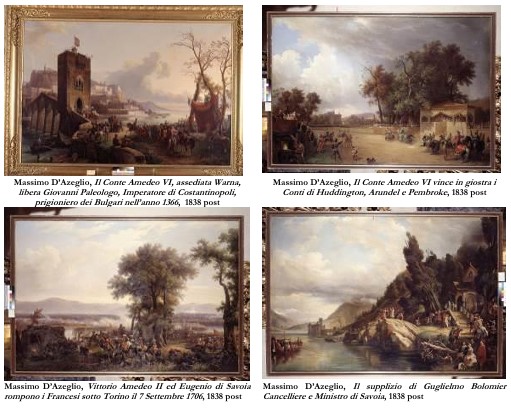 Massimo D'Azeglio, Il Conte Amedeo VI, assediata Warna,
libera Giovanni Paleologo, Imperatore di Costantinopoli,
prigioniero dei Bulgari nell'anno 1366, 1838 post
Massimo D'Azeglio, Il Conte Amedeo VI vince in giostra i
Conti di Huddington, Arundel e Pembroke, 1838 post
Massimo D'Azeglio, Vittorio Amedeo II ed Eugenio di Savoia
rompono i Francesi sotto Torino il 7 Settembre 1706, 1838 post
Massimo D'Azeglio, Il supplizio di Guglielmo Bolomier
Cancelliere e Ministro di Savoia, 1838 post